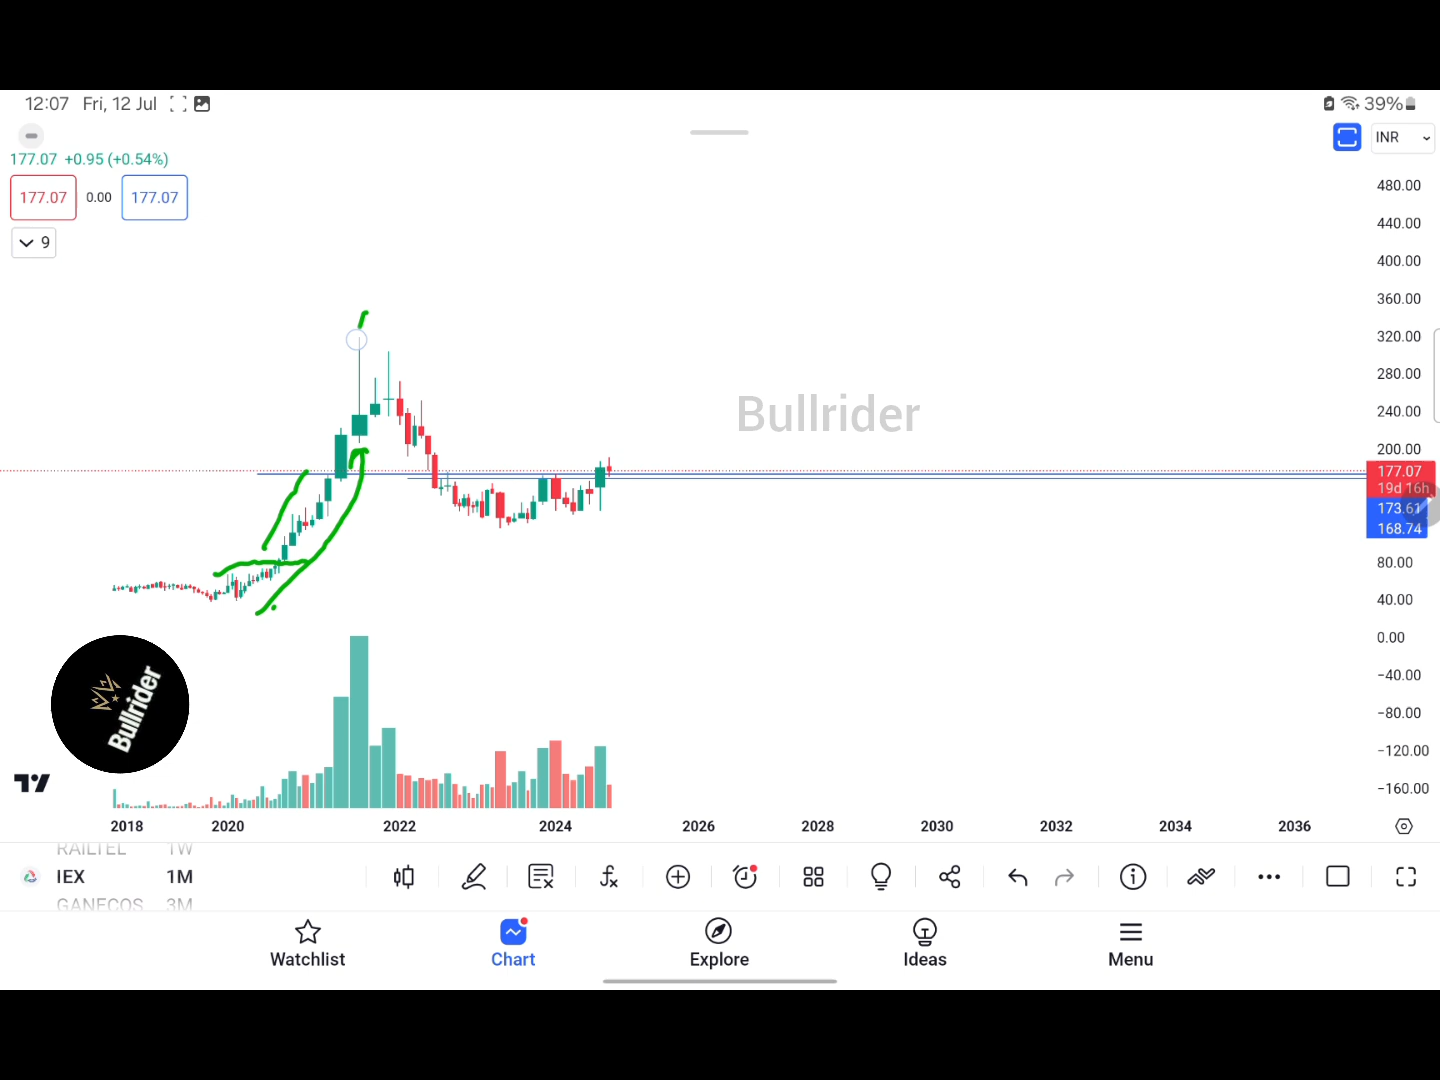 12:07 Fri, 12 Jul
39%
177.07 +0.95 (+0.54%)
INR
177.07 0.00 177.07
9
480.00
440.00
400.00
360.00
320.00
280.00
240.00
200.00
177.07
19d 16h
173.61
168.74
80.00
40.00
0.00
−40.00
−80.00
−120.00
−160.00
Bullrider
Bullrider
2018 2020 2022 2024 2026 2028 2030 2032 2034 2036
RAILTEL 1W
IEX 1M
GANECOS 3M
Watchlist Chart Explore Ideas Menu